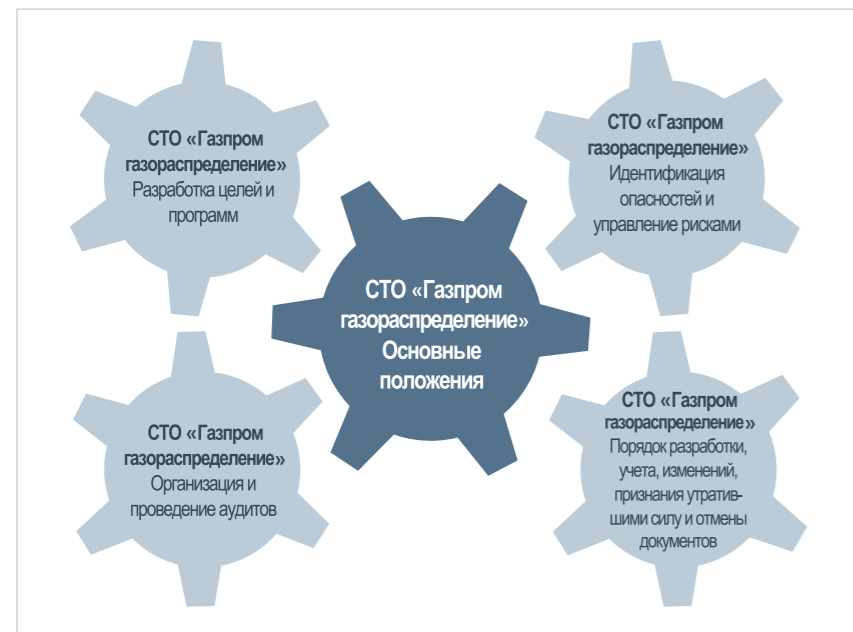 СТО «Газпром
газораспределение»
Разработка целей и
программ
СТО «Газпром
газораспределение»
Идентификация
опасностей и
управление рисками
СТО «Газпром
газораспределение»
Основные
положения
СТО «Газпром
газораспределение»
Организация и
проведение аудитов
СТО «Газпром
газораспределение»
Порядок разработки,
учета, изменений,
признания утратив-
шими силу и отмены
документов